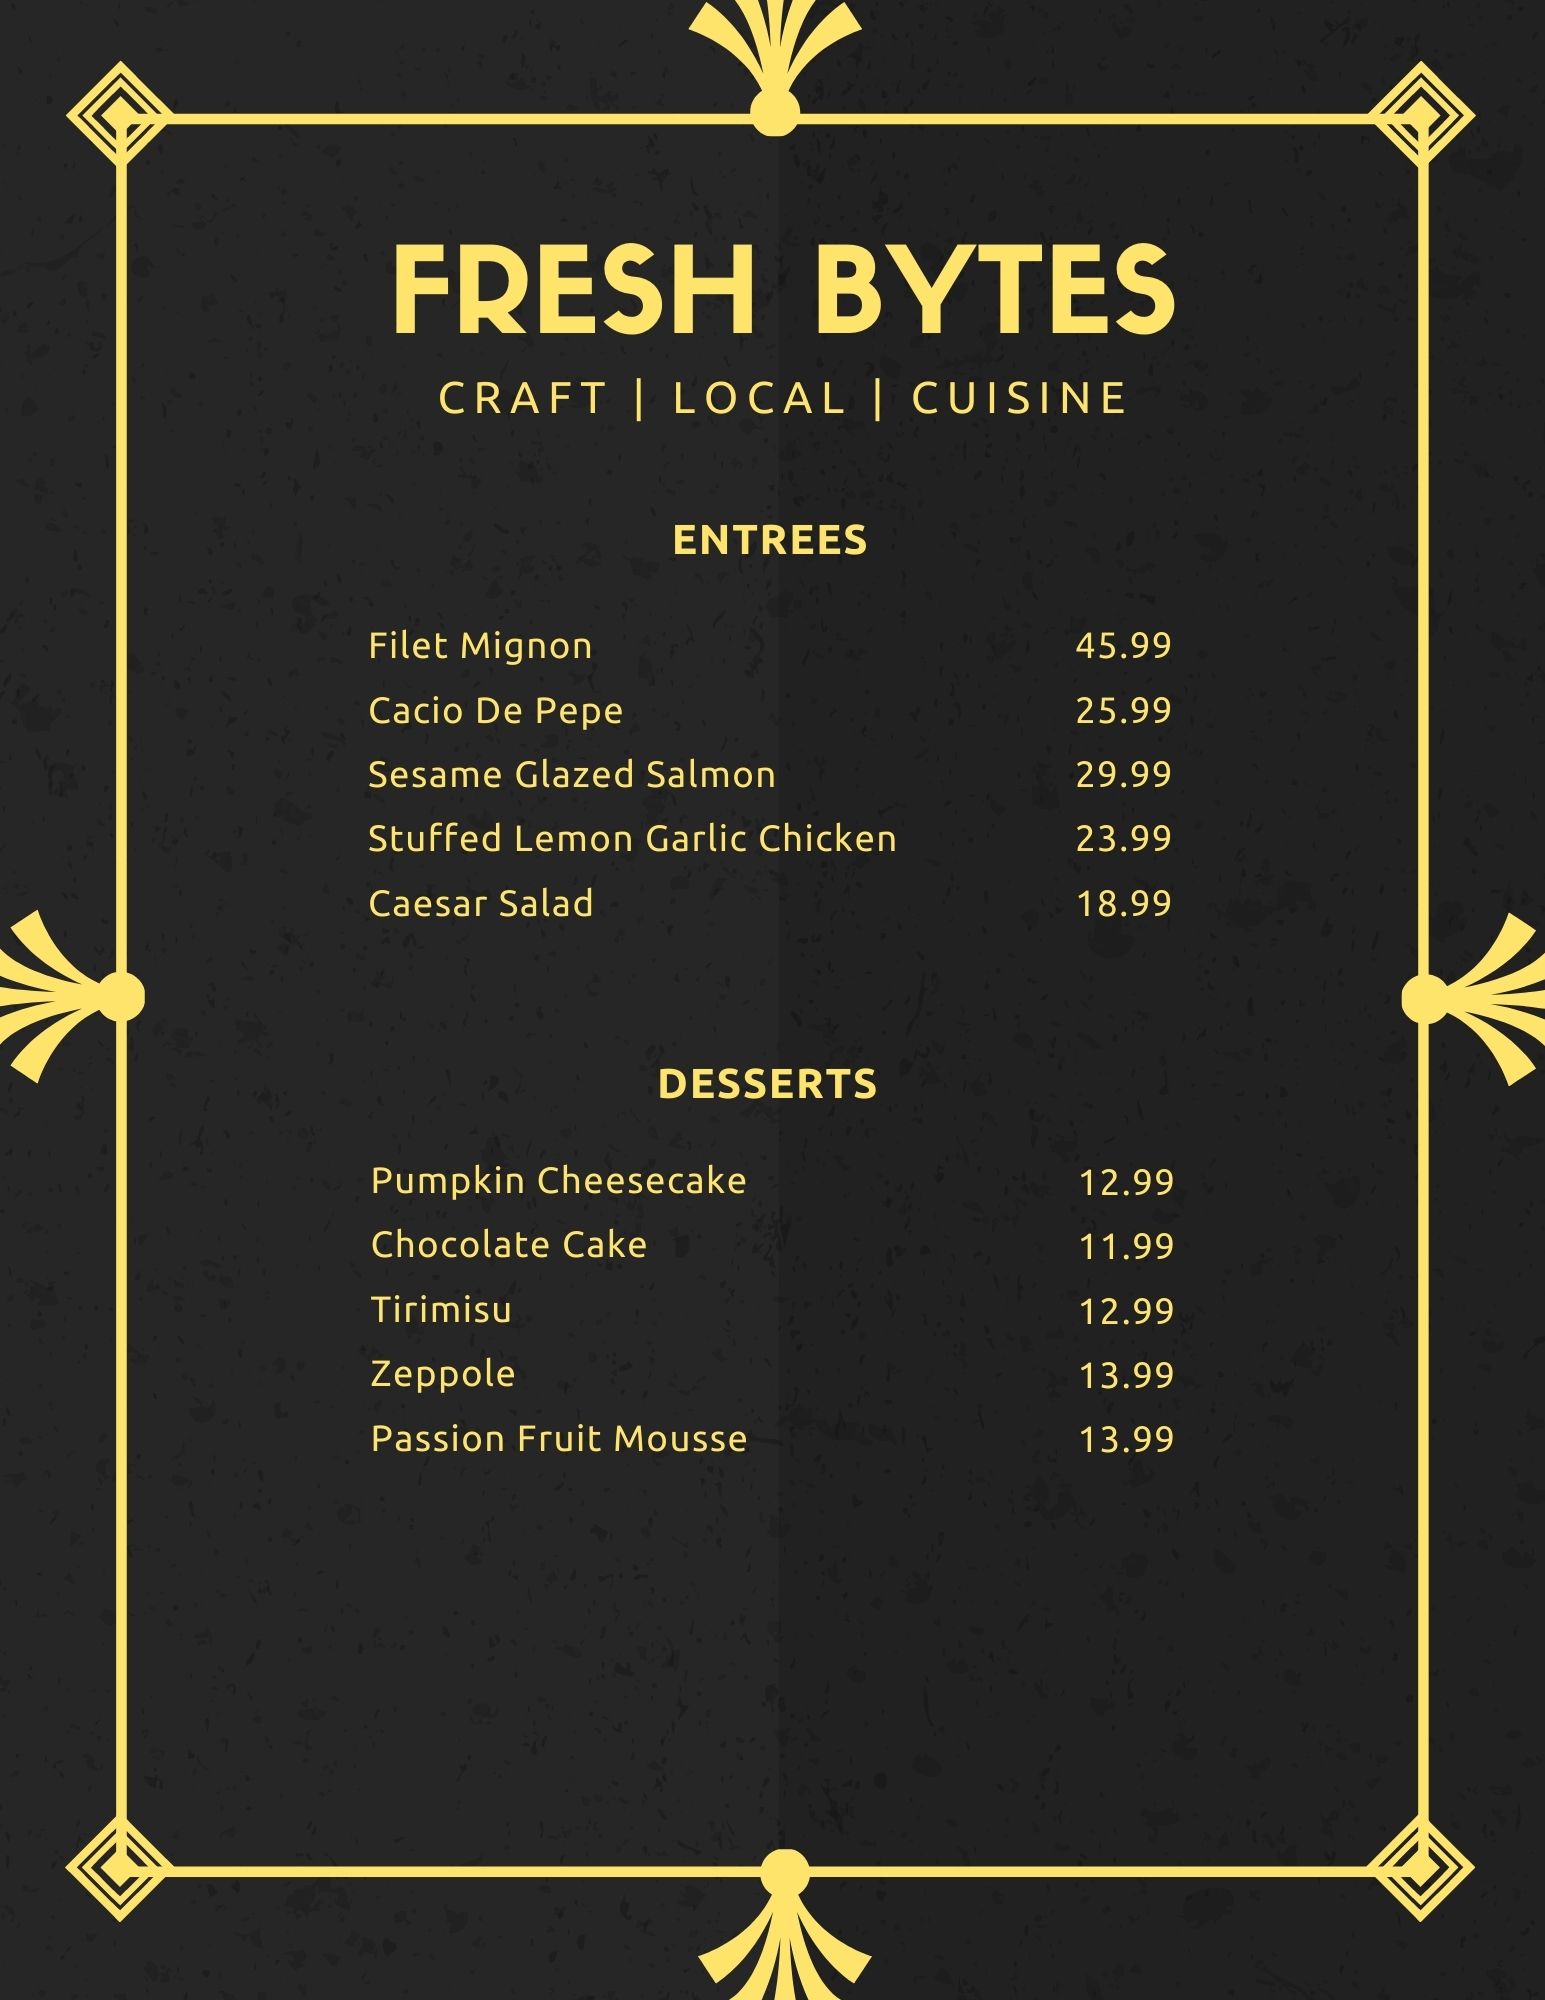 FRESH BYTES
CRAFT | LOCAL | CUISINE
ENTREES
Filet Mignon 45.99
Cacio De Pepe 25.99
Sesame Glazed Salmon 29.99
Stuffed Lemon Garlic Chicken 23.99
Caesar Salad 18.99
DESSERTS
Pumpkin Cheesecake 12.99
Chocolate Cake 11.99
Tirimisu 12.99
Zeppole 13.99
Passion Fruit Mousse 13.99